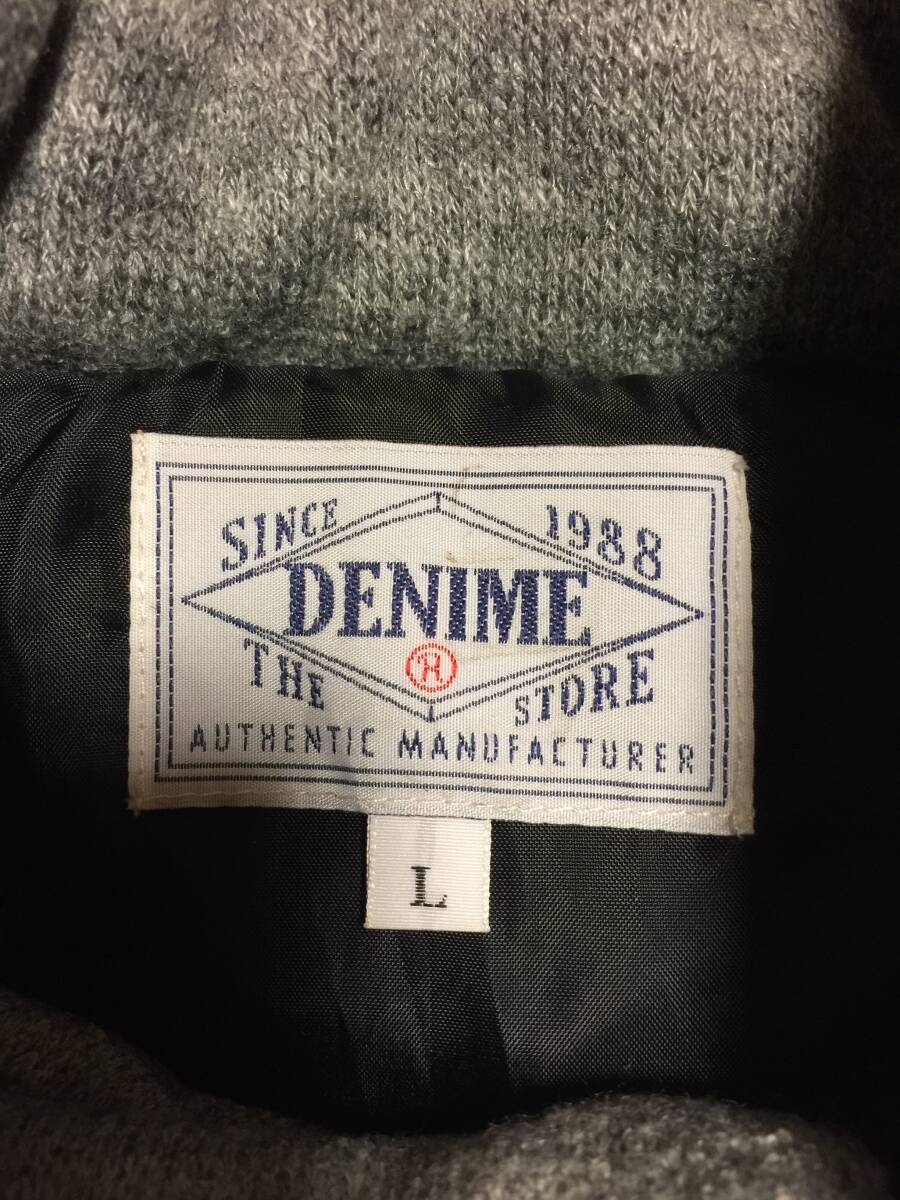 SINCE 1988
DENIME
®
THE STORE
AUTHENTIC MANUFACTURER
L